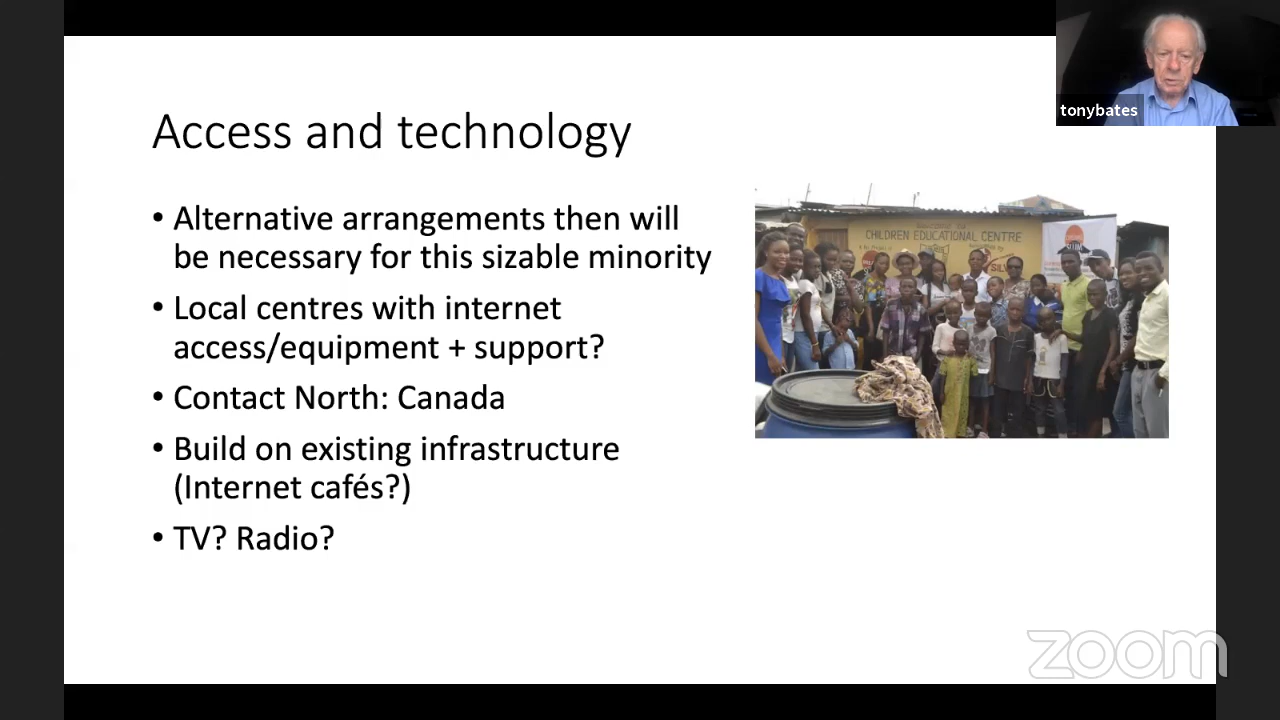 tonybates
Access and technology
• Alternative arrangements then will
be necessary for this sizable minority
• Local centres with internet
access/equipment + support?
• Contact North: Canada
• Build on existing infrastructure
(Internet cafés?)
• TV? Radio?
CHILDREN EDUCATIONAL CENTRE
zoom